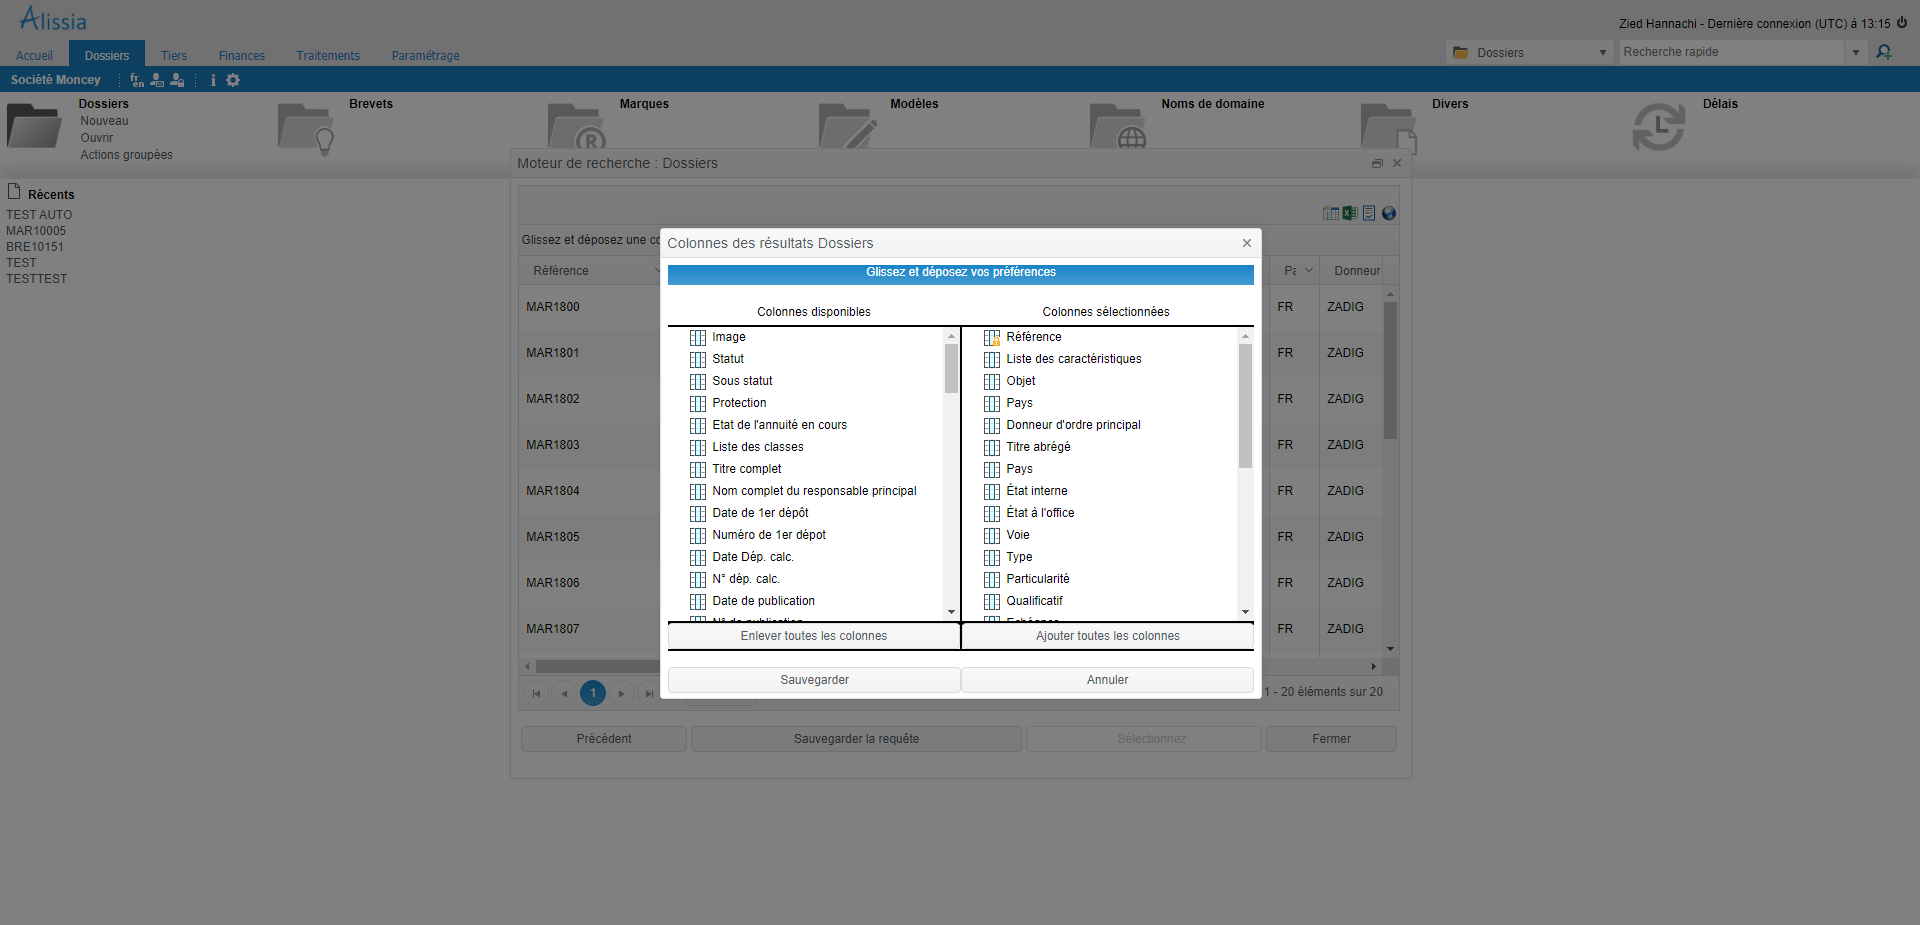 Alissia
Zied Hannachi - Dernière connexion (UTC) à 13:15
Accueil Dossiers Tiers Finances Traitements Paramétrage
Dossiers Recherche rapide
Société Moncey fr en
Dossiers Brevets Marques Modèles Noms de domaine Divers Délais
Nouveau
Ouvrir
Actions groupées
Moteur de recherche : Dossiers
Récents
TEST AUTO
MAR10005
BRE10151
TEST
TESTTEST
Glissez et déposez une co
Référence Pa Donneur
MAR1800 FR ZADIG
MAR1801 FR ZADIG
MAR1802 FR ZADIG
MAR1803 FR ZADIG
MAR1804 FR ZADIG
MAR1805 FR ZADIG
MAR1806 FR ZADIG
MAR1807 FR ZADIG
1 1 - 20 éléments sur 20
Précédent Sauvegarder la requête Sélectionnez Fermer
Colonnes des résultats Dossiers
Glissez et déposez vos préférences
Colonnes disponibles
Image
Statut
Sous statut
Protection
Etat de l'annuité en cours
Liste des classes
Titre complet
Nom complet du responsable principal
Date de 1er dépôt
Numéro de 1er dépot
Date Dép. calc.
N° dép. calc.
Date de publication
N° de publication
Enlever toutes les colonnes
Colonnes sélectionnées
Référence
Liste des caractéristiques
Objet
Pays
Donneur d'ordre principal
Titre abrégé
Pays
État interne
État à l'office
Voie
Type
Particularité
Qualificatif
Echéance
Ajouter toutes les colonnes
Sauvegarder Annuler